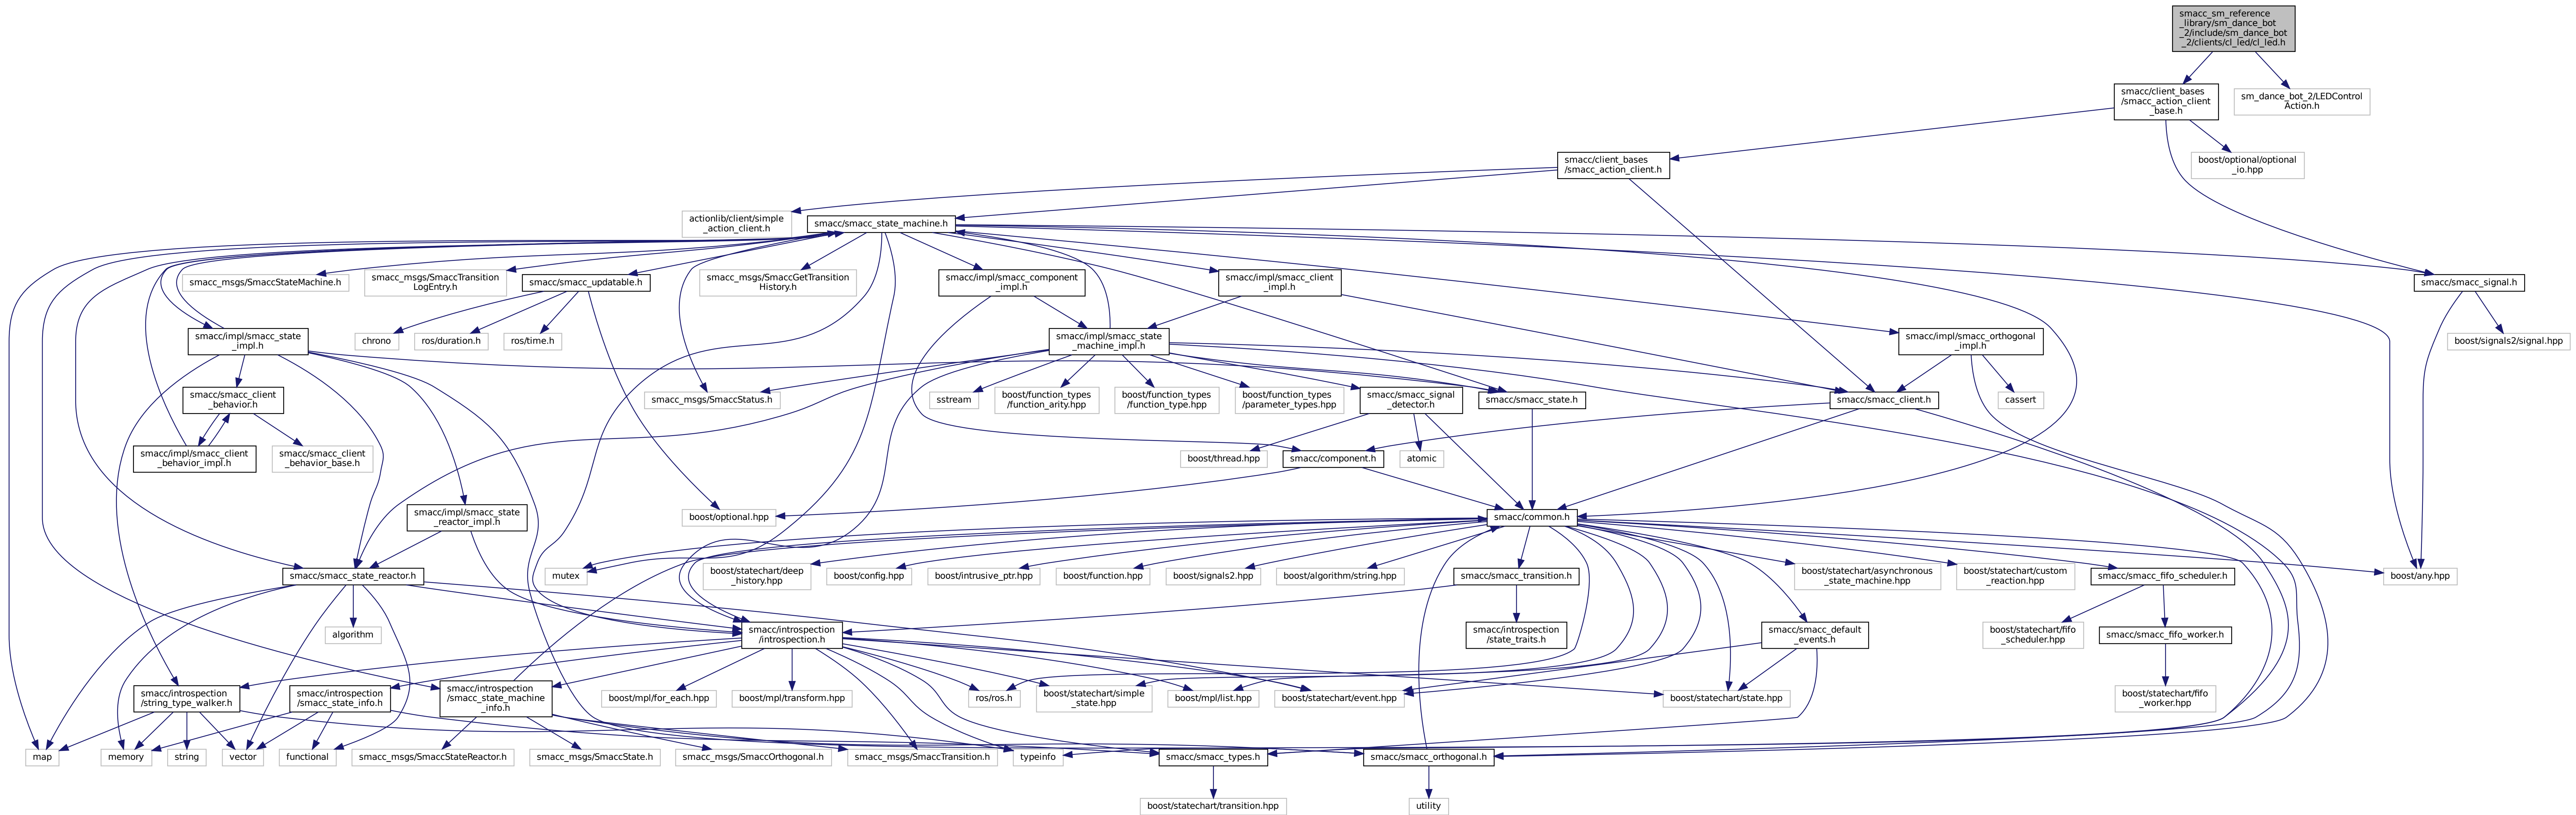 smacc_sm_reference
_library/sm_dance_bot
_2/include/sm_dance_bot
_2/clients/cl_led/cl_led.h
smacc/client_bases
/smacc_action_client
_base.h
sm_dance_bot_2/LEDControl
Action.h
smacc/client_bases
/smacc_action_client.h
boost/optional/optional
_io.hpp
actionlib/client/simple
_action_client.h
smacc/smacc_state_machine.h
smacc_msgs/SmaccStateMachine.h
smacc_msgs/SmaccTransition
LogEntry.h
smacc/smacc_updatable.h
smacc_msgs/SmaccGetTransition
History.h
smacc/impl/smacc_component
_impl.h
smacc/impl/smacc_client
_impl.h
smacc/smacc_signal.h
smacc/impl/smacc_state
_impl.h
chrono
ros/duration.h
ros/time.h
smacc/impl/smacc_state
_machine_impl.h
smacc/impl/smacc_orthogonal
_impl.h
boost/signals2/signal.hpp
smacc/smacc_client
_behavior.h
smacc_msgs/SmaccStatus.h
sstream
boost/function_types
/function_arity.hpp
boost/function_types
/function_type.hpp
boost/function_types
/parameter_types.hpp
smacc/smacc_signal
_detector.h
smacc/smacc_state.h
smacc/smacc_client.h
cassert
smacc/impl/smacc_client
_behavior_impl.h
smacc/smacc_client
_behavior_base.h
boost/thread.hpp
smacc/component.h
atomic
smacc/impl/smacc_state
_reactor_impl.h
boost/optional.hpp
smacc/common.h
smacc/smacc_state_reactor.h
mutex
boost/statechart/deep
_history.hpp
boost/config.hpp
boost/intrusive_ptr.hpp
boost/function.hpp
boost/signals2.hpp
boost/algorithm/string.hpp
smacc/smacc_transition.h
boost/statechart/asynchronous
_state_machine.hpp
boost/statechart/custom
_reaction.hpp
smacc/smacc_fifo_scheduler.h
boost/any.hpp
algorithm
smacc/introspection
/introspection.h
smacc/introspection
/state_traits.h
smacc/smacc_default
_events.h
boost/statechart/fifo
_scheduler.hpp
smacc/smacc_fifo_worker.h
smacc/introspection
/string_type_walker.h
smacc/introspection
/smacc_state_info.h
smacc/introspection
/smacc_state_machine
_info.h
boost/mpl/for_each.hpp
boost/mpl/transform.hpp
ros/ros.h
boost/statechart/simple
_state.hpp
boost/mpl/list.hpp
boost/statechart/event.hpp
boost/statechart/state.hpp
boost/statechart/fifo
_worker.hpp
map
memory
string
vector
functional
smacc_msgs/SmaccStateReactor.h
smacc_msgs/SmaccState.h
smacc_msgs/SmaccOrthogonal.h
smacc_msgs/SmaccTransition.h
typeinfo
smacc/smacc_types.h
smacc/smacc_orthogonal.h
boost/statechart/transition.hpp
utility